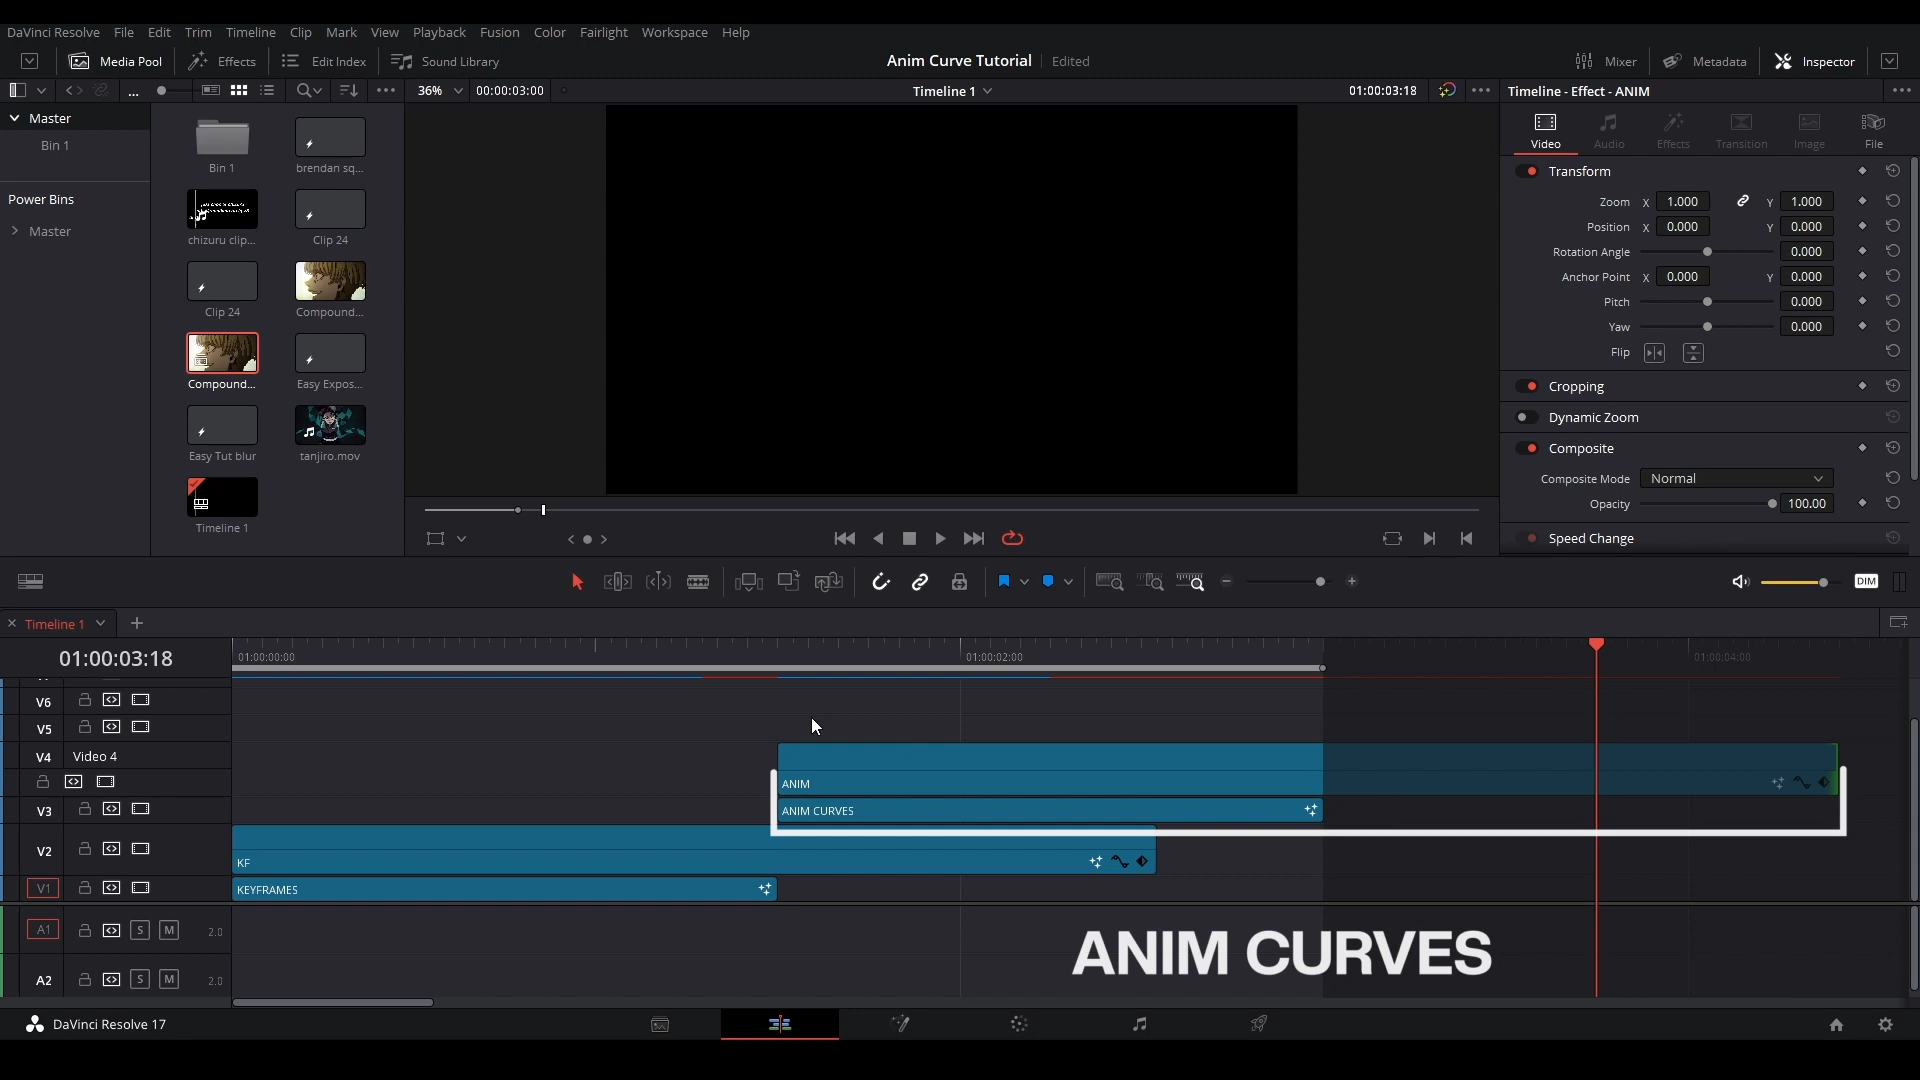 DaVinci Resolve File Edit Trim Timeline Clip Mark View Playback Fusion Color Fairlight Workspace Help
Media Pool Effects Edit Index Sound Library Anim Curve Tutorial Edited Mixer Metadata Inspector
... 36% 00:00:03:00 Timeline 1 01:00:03:18 Timeline - Effect - ANIM
Master
Bin 1
Power Bins
Master
Bin 1 brendan sq...
chizuru clip... Clip 24
Clip 24 Compound...
Compound... Easy Expos...
Easy Tut blur tanjiro.mov
Timeline 1
Video Audio Effects Transition Image File
Transform
Zoom X 1.000 Y 1.000
Position X 0.000 Y 0.000
Rotation Angle 0.000
Anchor Point X 0.000 Y 0.000
Pitch 0.000
Yaw 0.000
Flip
Cropping
Dynamic Zoom
Composite
Composite Mode Normal
Opacity 100.00
Speed Change
DIM
Timeline 1
01:00:03:18 01:00:00:00 01:00:02:00 01:00:04:00
V6
V5
V4 Video 4
ANIM
V3 ANIM CURVES
V2
KF
V1 KEYFRAMES
A1 S M 2.0
ANIM CURVES
A2 S M 2.0
DaVinci Resolve 17